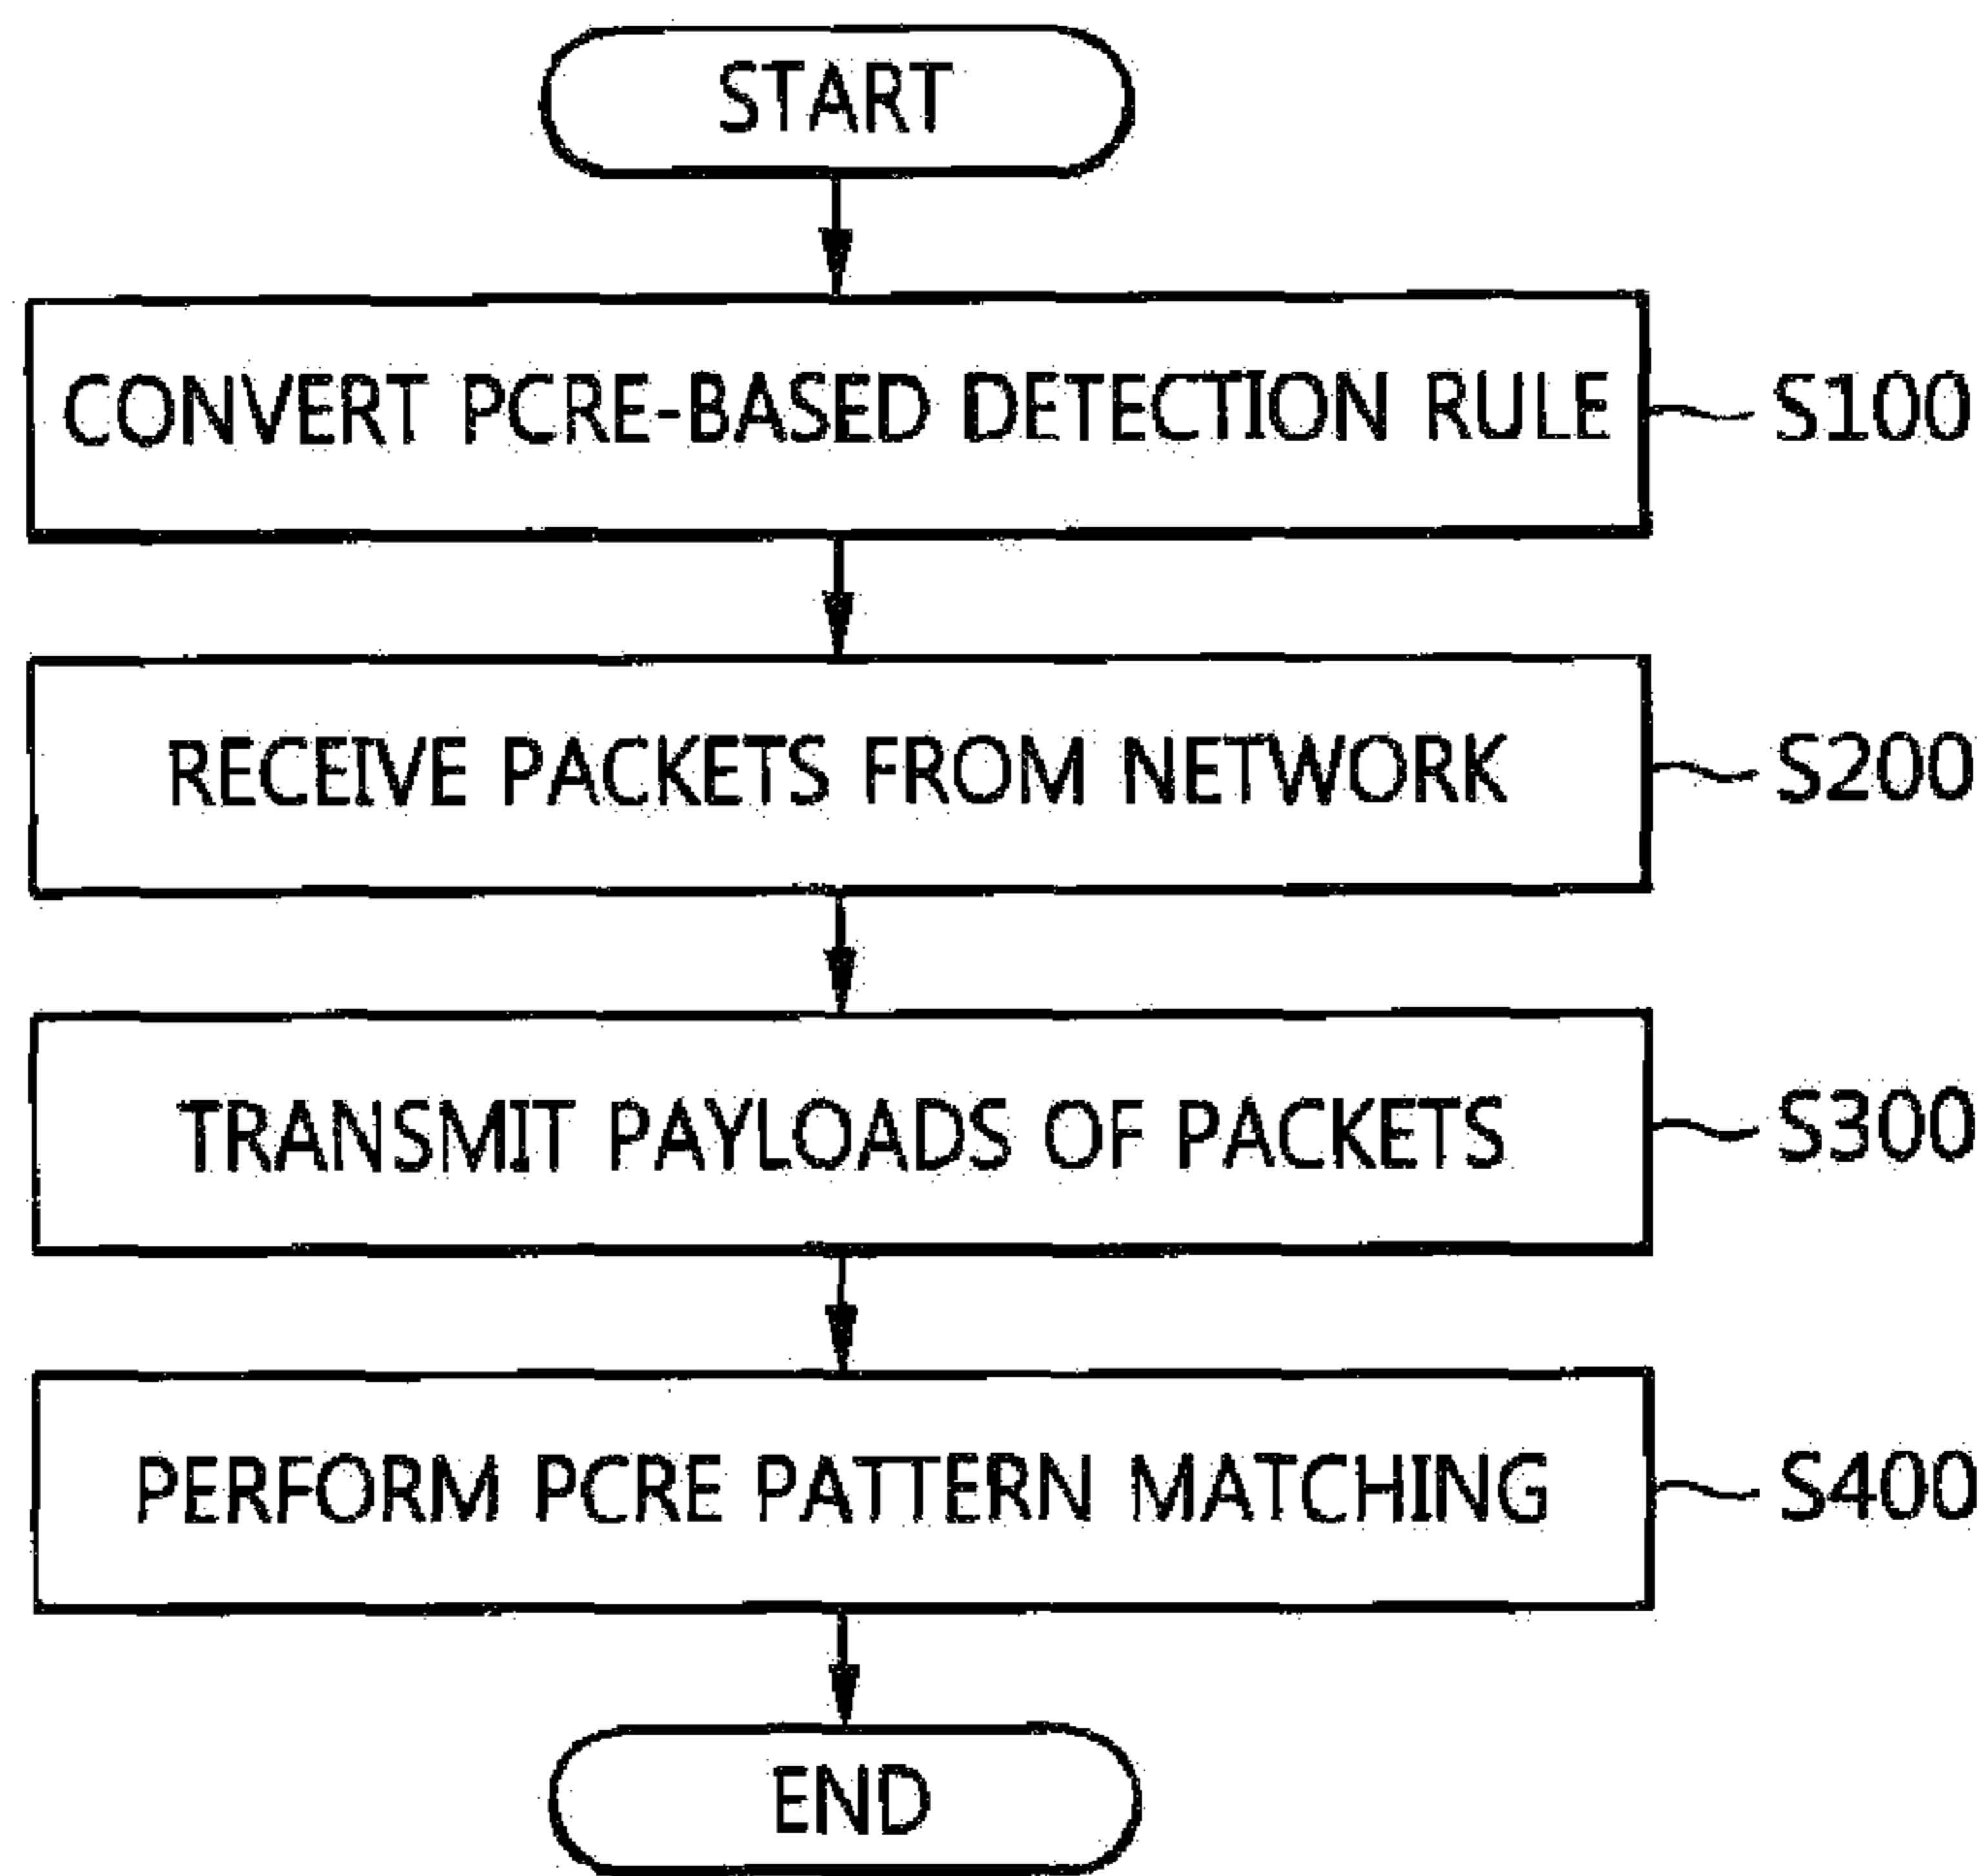 START
CONVERT PCRE-BASED DETECTION RULE
S100
RECEIVE PACKETS FROM NETWORK
S200
TRANSMIT PAYLOADS OF PACKETS
S300
PERFORM PCRE PATTERN MATCHING
S400
END